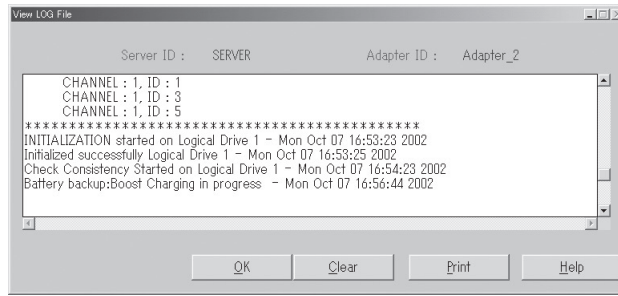 View LOG File
Server ID : SERVER Adapter ID : Adapter_2
CHANNEL : 1, ID : 1
CHANNEL : 1, ID : 3
CHANNEL : 1, ID : 5
********************************************
INITIALIZATION started on Logical Drive 1 - Mon Oct 07 16:53:23 2002
Initialized successfully Logical Drive 1 - Mon Oct 07 16:53:25 2002
Check Consistency Started on Logical Drive 1 - Mon Oct 07 16:54:23 2002
Battery backup:Boost Charging in progress - Mon Oct 07 16:56:44 2002
OK Clear Print Help